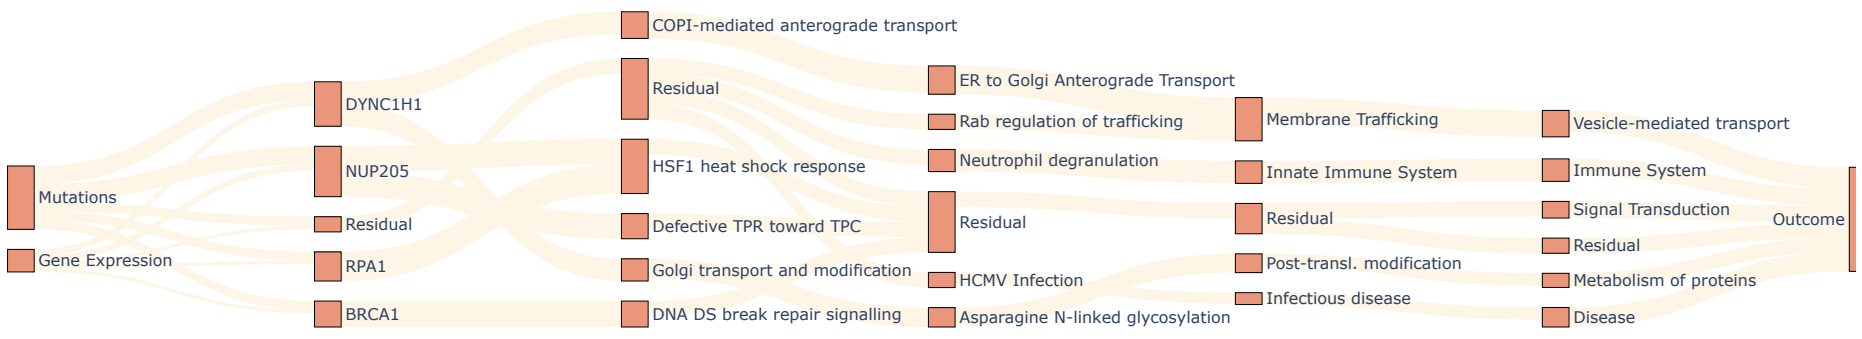 Mutations
Gene Expression
DYNC1H1
NUP205
Residual
RPA1
BRCA1
COPI-mediated anterograde transport
Residual
HSF1 heat shock response
Defective TPR toward TPC
Golgi transport and modification
DNA DS break repair signalling
ER to Golgi Anterograde Transport
Rab regulation of trafficking
Neutrophil degranulation
Residual
HCMV Infection
Asparagine N-linked glycosylation
Membrane Trafficking
Innate Immune System
Residual
Post-transl. modification
Infectious disease
Vesicle-mediated transport
Immune System
Signal Transduction
Residual
Metabolism of proteins
Disease
Outcome